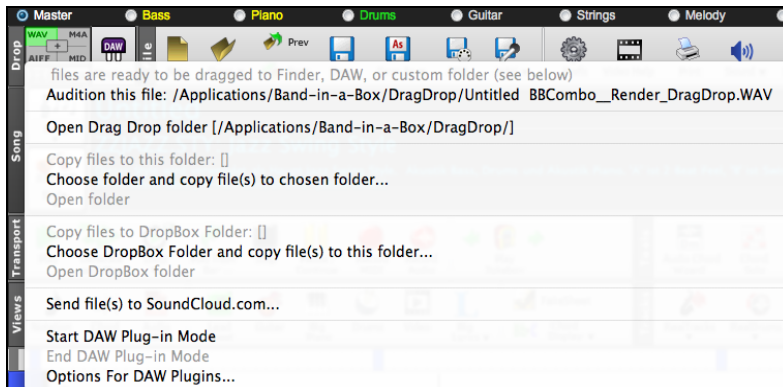 Master Bass Piano Drums Guitar Strings Melody
Drop
WAV M4A
AIFF MID
DAW
Prev
As
files are ready to be dragged to Finder, DAW, or custom folder (see below)
Audition this file: /Applications/Band-in-a-Box/DragDrop/Untitled BBCombo__Render_DragDrop.WAV
Open Drag Drop folder [/Applications/Band-in-a-Box/DragDrop/]
Song
Copy files to this folder: []
Choose folder and copy file(s) to chosen folder...
Open folder
Transport
Copy files to DropBox Folder: []
Choose DropBox Folder and copy file(s) to this folder...
Open DropBox folder
Views
Send file(s) to SoundCloud.com...
Start DAW Plug-in Mode
End DAW Plug-in Mode
Options For DAW Plugins...